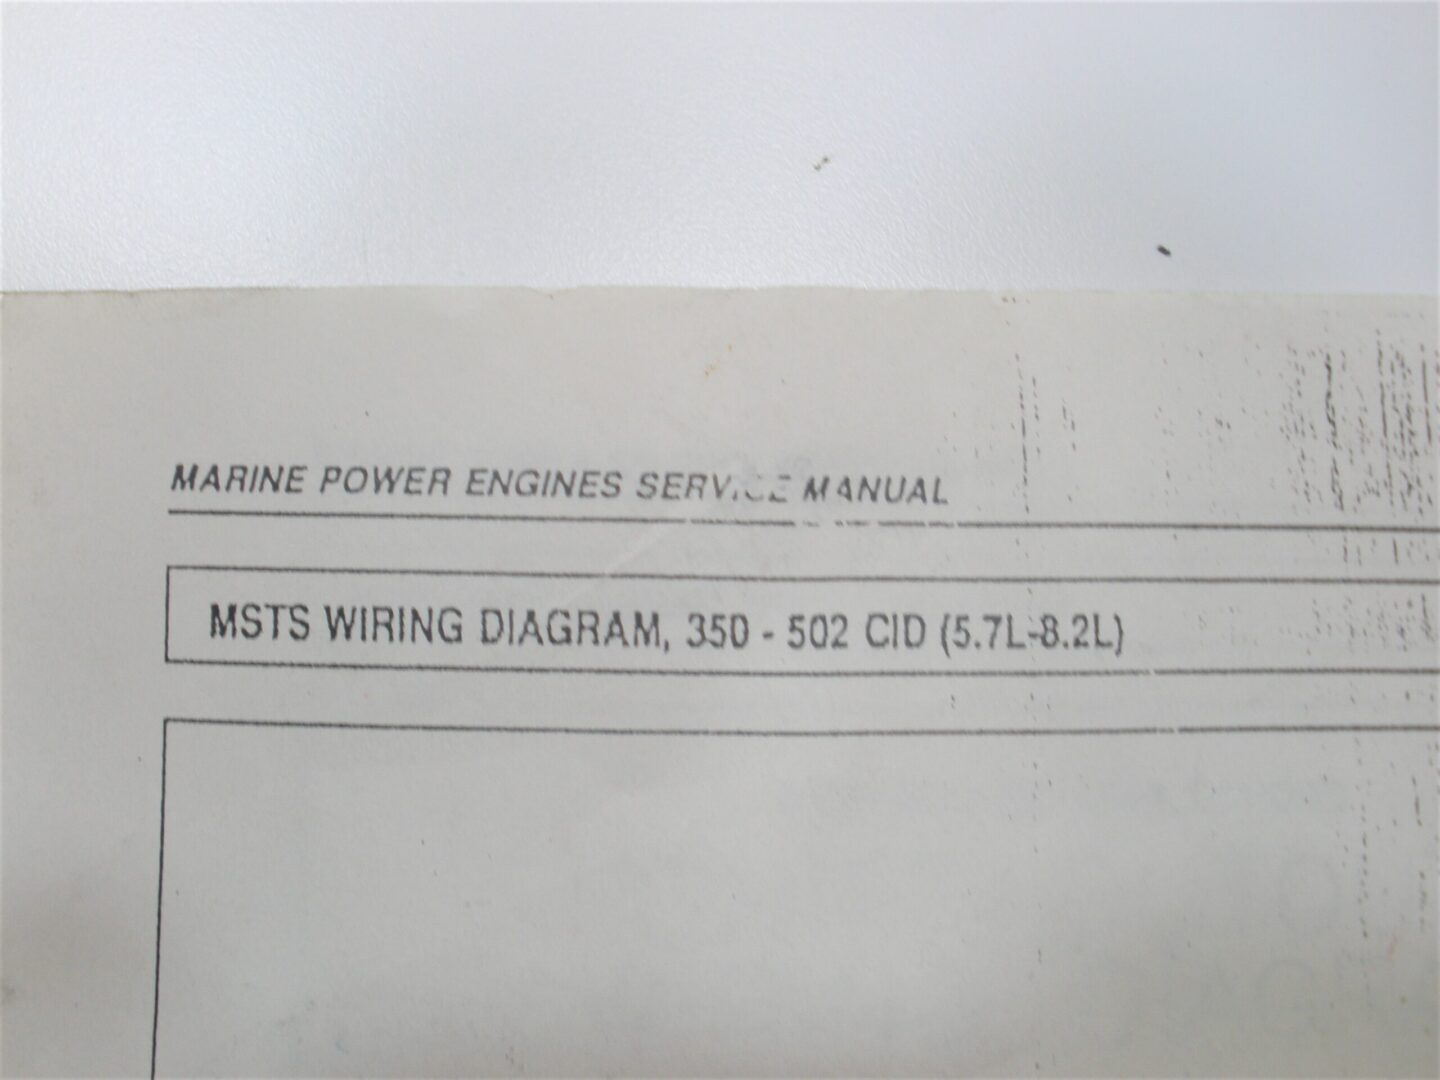 MARINE POWER ENGINES SERVICE MANUAL
MSTS WIRING DIAGRAM, 350 - 502 CID (5.7L-8.2L)